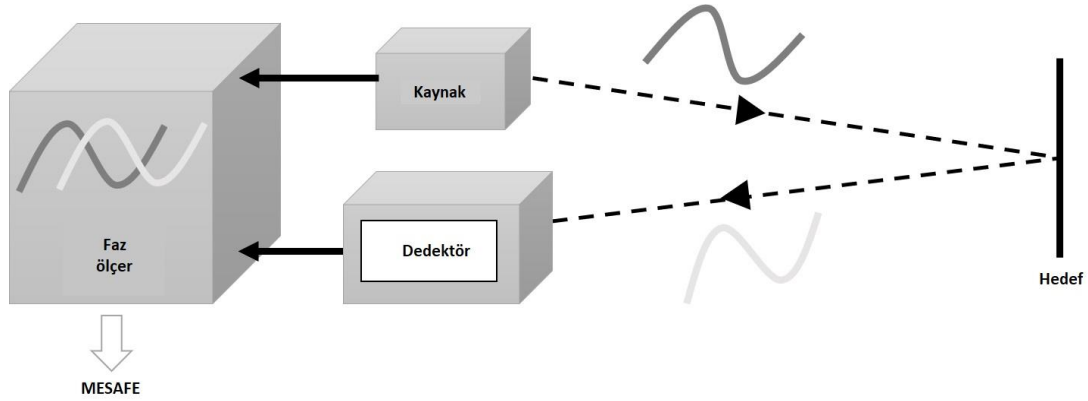 Kaynak
Faz
ölçer
Dedektör
Hedef
MESAFE